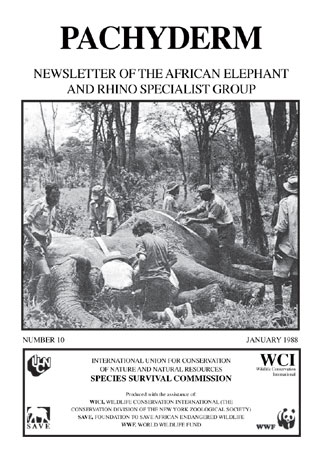 PACHYDERM
NEWSLETTER OF THE AFRICAN ELEPHANT
AND RHINO SPECIALIST GROUP
NUMBER 10
JANUARY 1988
IUCN
INTERNATIONAL UNION FOR CONSERVATION
OF NATURE AND NATURAL RESOURCES
SPECIES SURVIVAL COMMISSION
WCI
Wildlife Conservation
International
Produced with the assistance of:
WCI, WILDLIFE CONSERVATION INTERNATIONAL (THE
CONSERVATION DIVISION OF THE NEW YORK ZOOLOGICAL SOCIETY)
SAVE, FOUNDATION TO SAVE AFRICAN ENDANGERED WILDLIFE
WWF, WORLD WILDLIFE FUND
SAVE
WWF